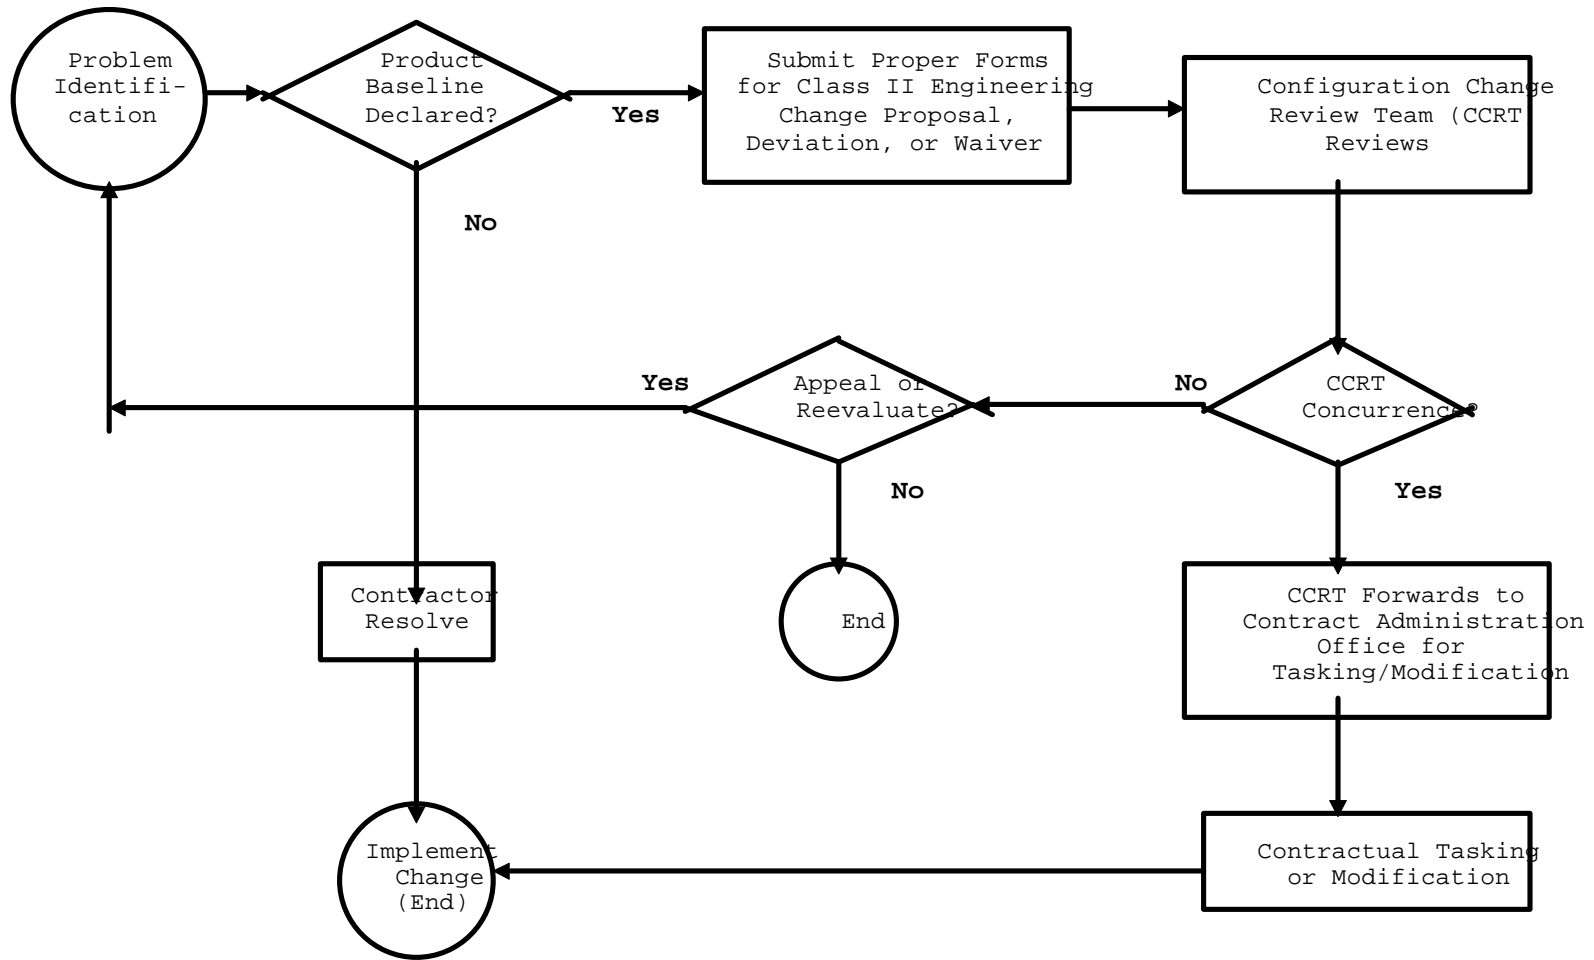 Problem
Identifi-
cation
Product
Baseline
Declared?
Yes
Submit Proper Forms
for Class II Engineering
Change Proposal,
Deviation, or Waiver
Configuration Change
Review Team (CCRT
Reviews
No
Yes
Appeal or
Reevaluate?
No
CCRT
Concurrence?
No
Yes
Contractor
Resolve
End
CCRT Forwards to
Contract Administration
Office for
Tasking/Modification
Implement
Change
(End)
Contractual Tasking
or Modification